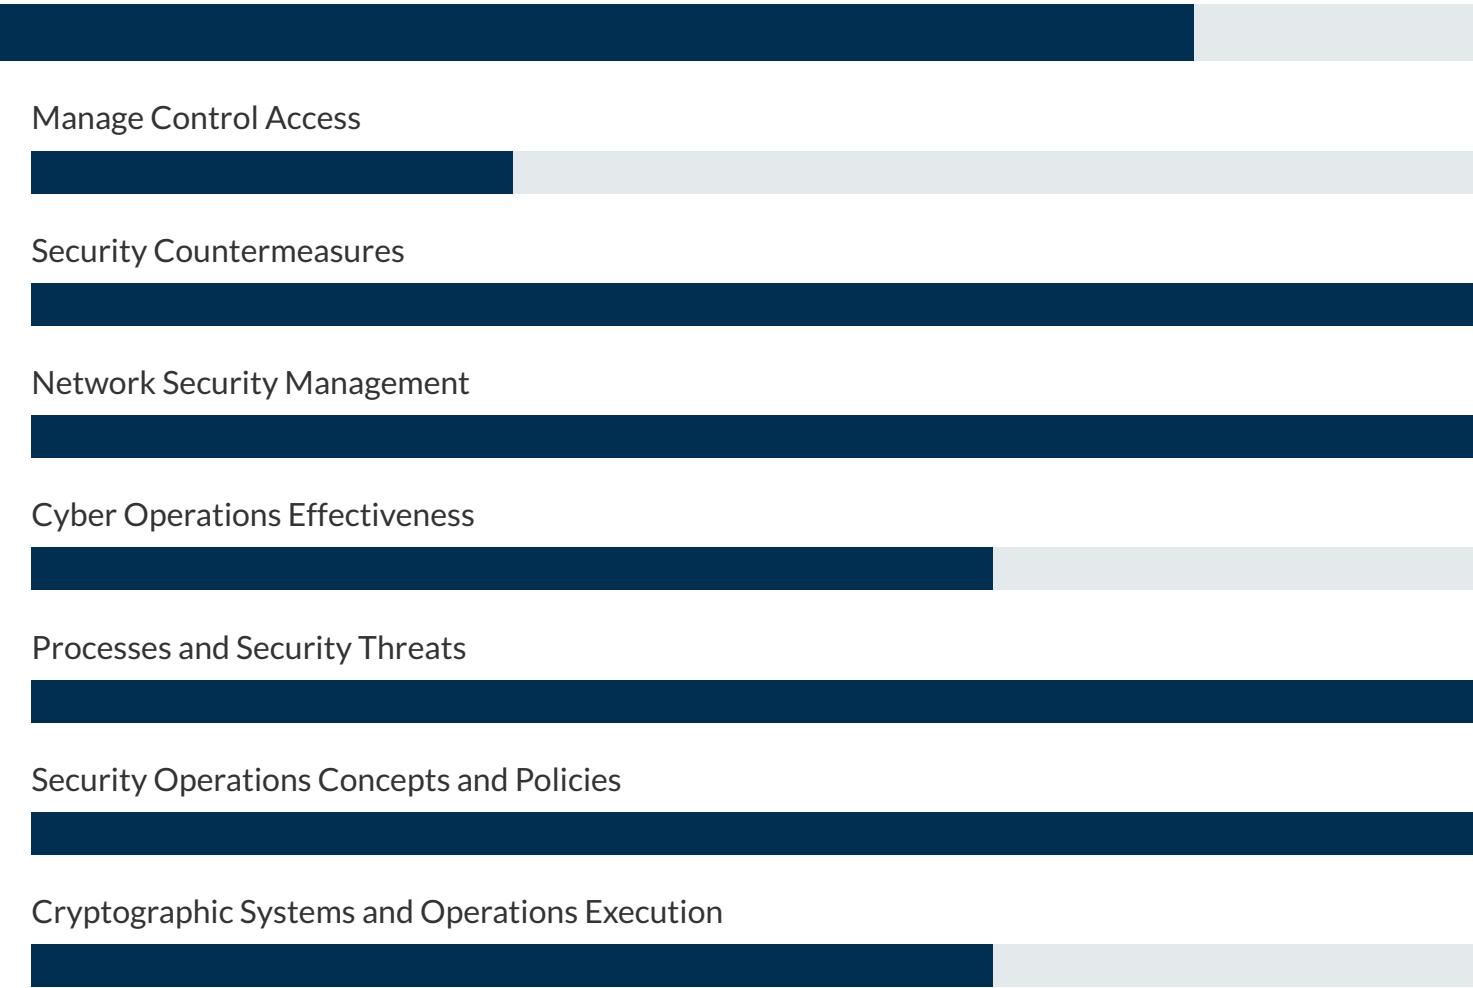 Manage Control Access
Security Countermeasures
Network Security Management
Cyber Operations Effectiveness
Processes and Security Threats
Security Operations Concepts and Policies
Cryptographic Systems and Operations Execution